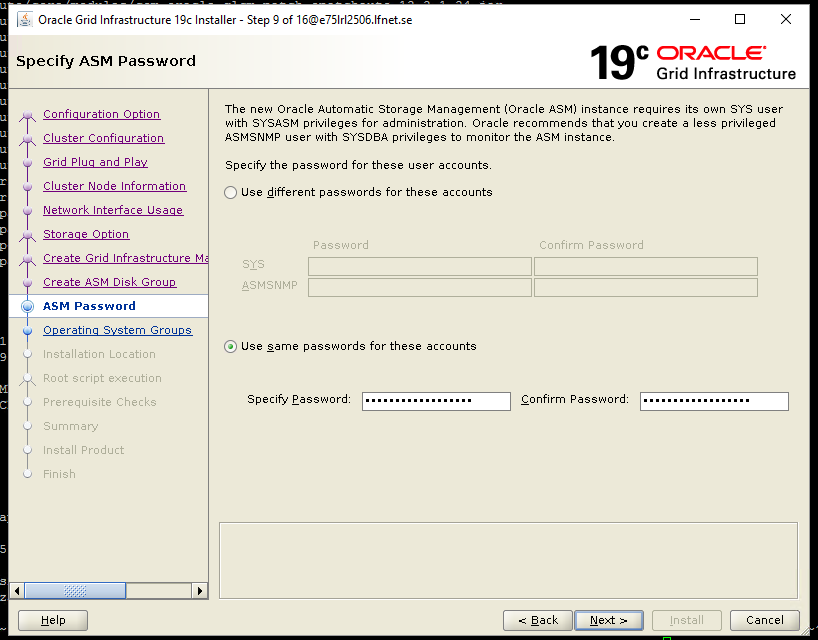 Oracle Grid Infrastructure 19c Installer - Step 9 of 16@e75lrl2506.lfnet.se
Specify ASM Password
19c ORACLE
Grid Infrastructure
Configuration Option
Cluster Configuration
Grid Plug and Play
Cluster Node Information
Network Interface Usage
Storage Option
Create Grid Infrastructure Ma
Create ASM Disk Group
ASM Password
Operating System Groups
Installation Location
Root script execution
Prerequisite Checks
Summary
Install Product
Finish
The new Oracle Automatic Storage Management (Oracle ASM) instance requires its own SYS user
with SYSASM privileges for administration. Oracle recommends that you create a less privileged
ASMSNMP user with SYSDBA privileges to monitor the ASM instance.
Specify the password for these user accounts.
Use different passwords for these accounts
Password Confirm Password
SYS
ASMSNMP
Use same passwords for these accounts
Specify Password: •••••••••••••••••• Confirm Password: ••••••••••••••••••
Help < Back Next > Install Cancel